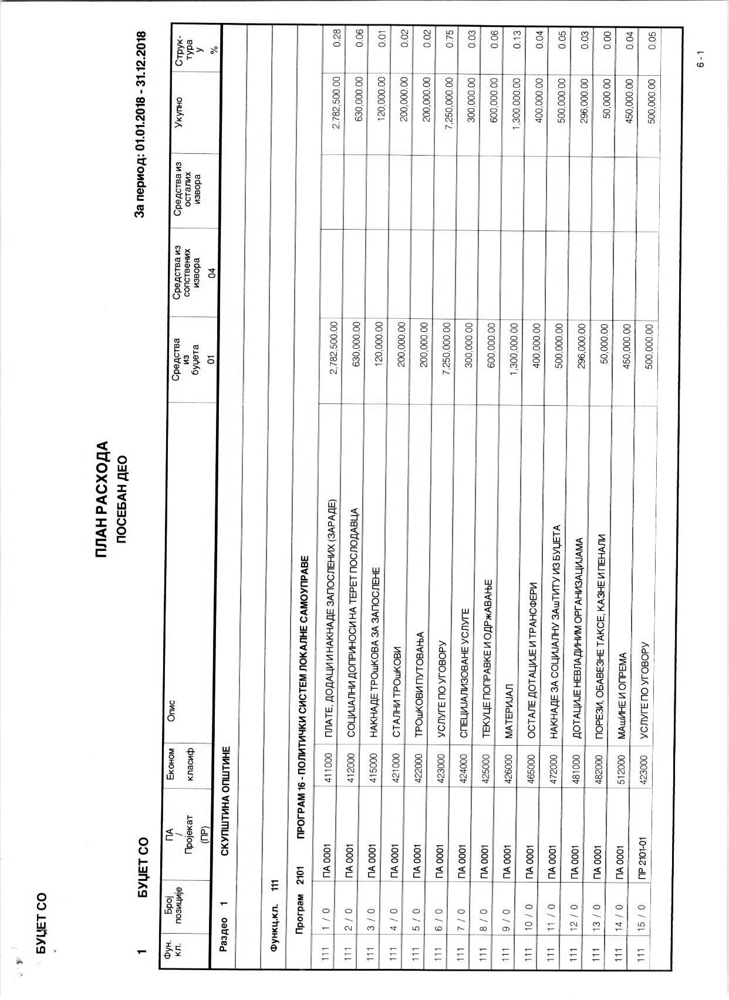 БУЏЕТ СО
ПЛАН РАСХОДА
ПОСЕБАН ДЕО
1 БУЏЕТ СО За период: 01.01.2018 - 31.12.2018
Фун. кл. Број позиције ПА / Пројекат (ПР) Економ класиф Опис Средства из буџета 01 Средства из сопствених извора 04 Средства из осталих извора Укупно Струк- тура у %
Раздео 1 СКУПШТИНА ОПШТИНЕ
Функц.кл. 111
Програм 2101 ПРОГРАМ 16 - ПОЛИТИЧКИ СИСТЕМ ЛОКАЛНЕ САМОУПРАВЕ
111 1 / 0 ПА 0001 411000 ПЛАТЕ, ДОДАЦИ И НАКНАДЕ ЗАПОСЛЕНИХ (ЗАРАДЕ) 2,782,500.00 2,782,500.00 0.28
111 2 / 0 ПА 0001 412000 СОЦИЈАЛНИ ДОПРИНОСИ НА ТЕРЕТ ПОСЛОДАВЦА 630,000.00 630,000.00 0.06
111 3 / 0 ПА 0001 415000 НАКНАДЕ ТРОшКОВА ЗА ЗАПОСЛЕНЕ 120,000.00 120,000.00 0.01
111 4 / 0 ПА 0001 421000 СТАЛНИ ТРОшКОВИ 200,000.00 200,000.00 0.02
111 5 / 0 ПА 0001 422000 ТРОшКОВИ ПУТОВАЊА 200,000.00 200,000.00 0.02
111 6 / 0 ПА 0001 423000 УСЛУГЕ ПО УГОВОРУ 7,250,000.00 7,250,000.00 0.75
111 7 / 0 ПА 0001 424000 СПЕЦИЈАЛИЗОВАНЕ УСЛУГЕ 300,000.00 300,000.00 0.03
111 8 / 0 ПА 0001 425000 ТЕКУЦЕ ПОПРАВКЕ И ОДРжАВАЊЕ 600,000.00 600,000.00 0.06
111 9 / 0 ПА 0001 426000 МАТЕРИЈАЛ 1,300,000.00 1,300,000.00 0.13
111 10 / 0 ПА 0001 465000 ОСТАЛЕ ДОТАЦИЈЕ И ТРАНСФЕРИ 400,000.00 400,000.00 0.04
111 11 / 0 ПА 0001 472000 НАКНАДЕ ЗА СОЦИЈАЛНУ ЗАшТИТУ ИЗ БУЏЕТА 500,000.00 500,000.00 0.05
111 12 / 0 ПА 0001 481000 ДОТАЦИЈЕ НЕВЛАДИНИМ ОРГАНИЗАЦИЈАМА 296,000.00 296,000.00 0.03
111 13 / 0 ПА 0001 482000 ПОРЕЗИ, ОБАВЕЗНЕ ТАКСЕ, КАЗНЕ И ПЕНАЛИ 50,000.00 50,000.00 0.00
111 14 / 0 ПА 0001 512000 МАшИНЕ И ОПРЕМА 450,000.00 450,000.00 0.04
111 15 / 0 ПР 2101-01 423000 УСЛУГЕ ПО УГОВОРУ 500,000.00 500,000.00 0.05
6 - 1